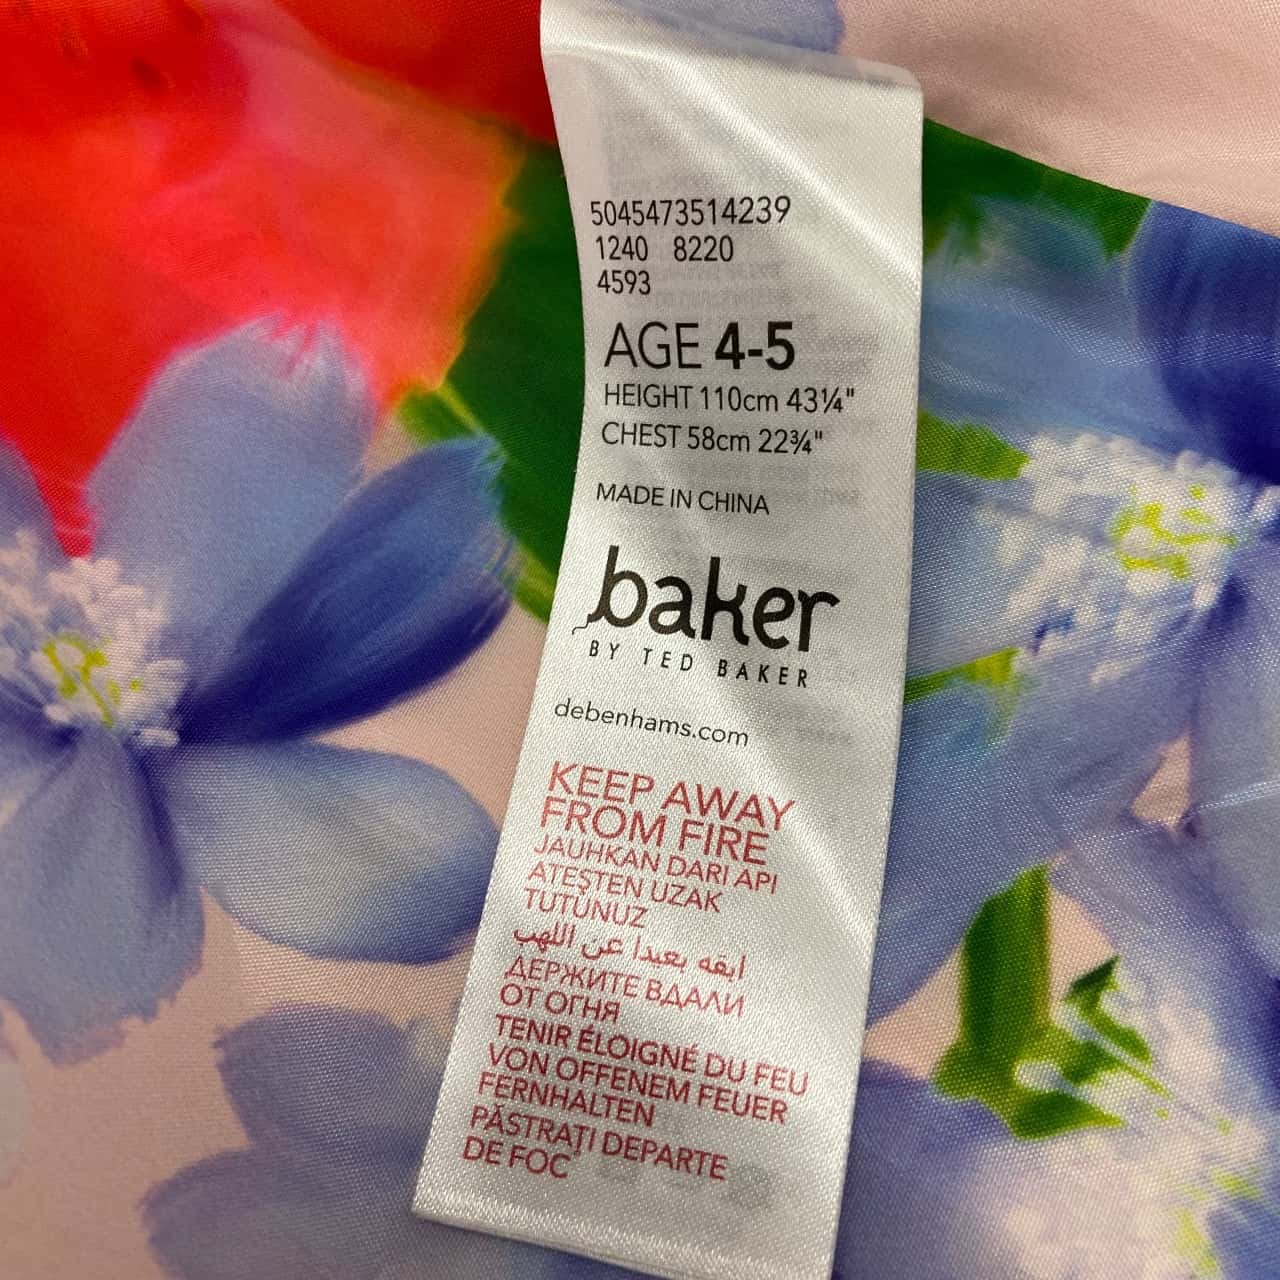 5045473514239
1240 8220
4593
AGE 4-5
HEIGHT 110cm 43¼"
CHEST 58cm 22¾"
MADE IN CHINA
baker
BY TED BAKER
debenhams.com
KEEP AWAY
FROM FIRE
JAUHKAN DARI API
ATEŞTEN UZAK
TUTUNUZ
ابقه بعيدا عن اللهب
ДЕРЖИТЕ ВДАЛИ
ОТ ОГНЯ
TENIR ÉLOIGNÉ DU FEU
VON OFFENEM FEUER
FERNHALTEN
PĂSTRAȚI DEPARTE
DE FOC